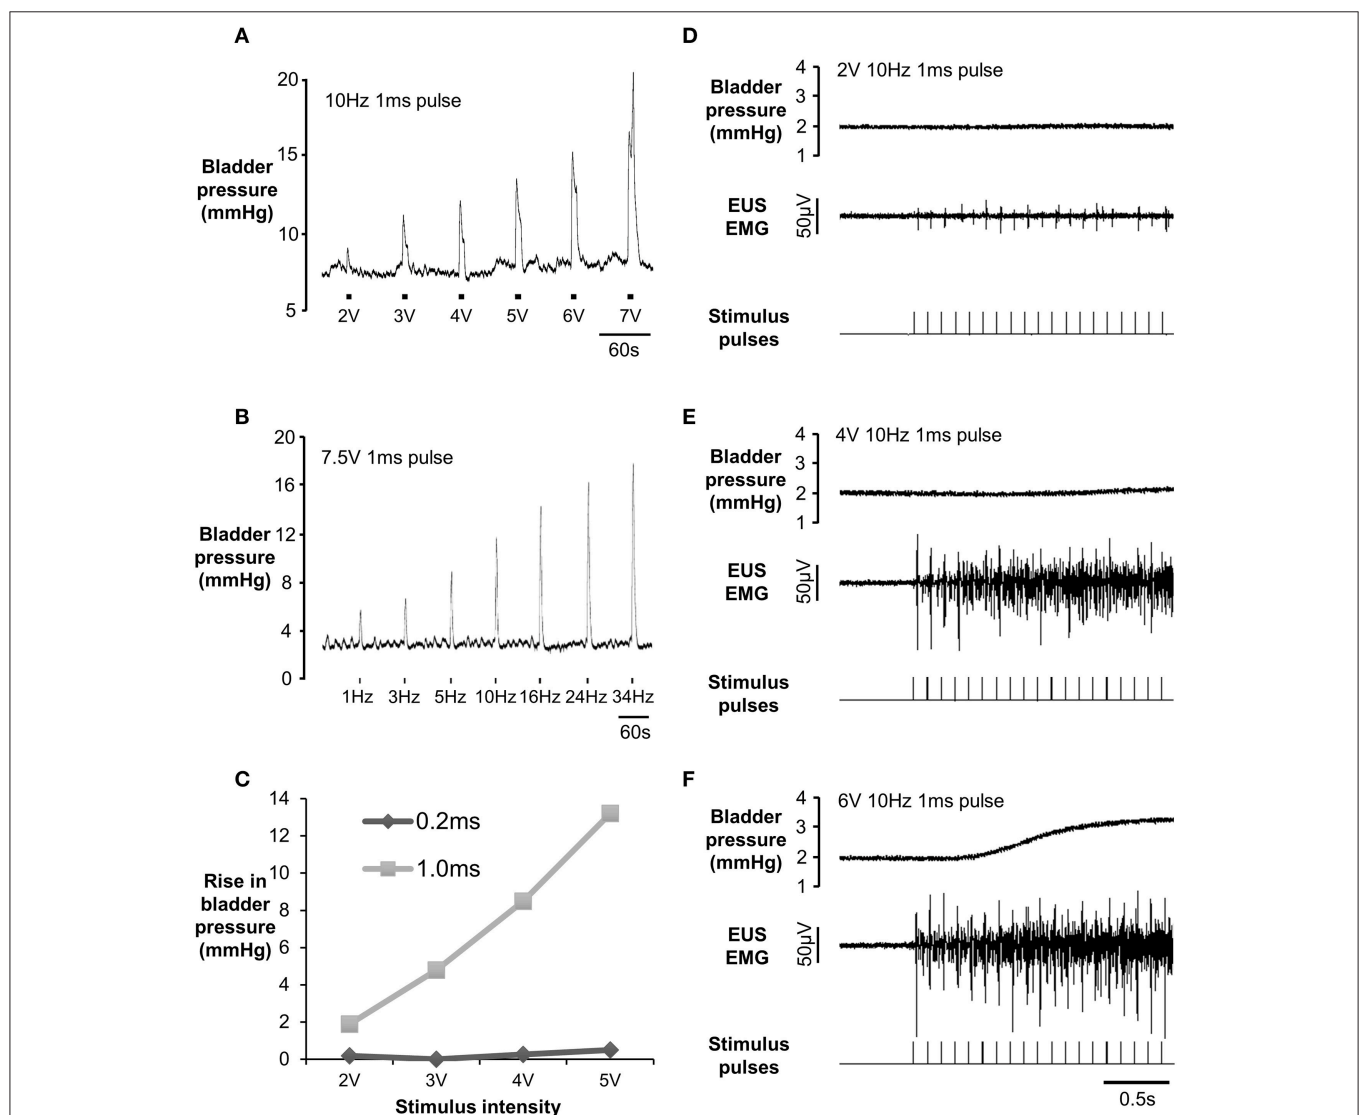 A
20
10Hz 1ms pulse
15
Bladder
pressure
(mmHg)
10
5
2V 3V 4V 5V 6V 7V
60s
B
20
7.5V 1ms pulse
16
Bladder
pressure
(mmHg)
12
8
4
0
1Hz 3Hz 5Hz 10Hz 16Hz 24Hz 34Hz
60s
C
14
12
10
8
6
4
2
0
0.2ms
1.0ms
Rise in
bladder
pressure
(mmHg)
2V 3V 4V 5V
Stimulus intensity
D
2V 10Hz 1ms pulse
Bladder
pressure
(mmHg)
4
3
2
1
EUS
EMG
50µV
Stimulus
pulses
E
4V 10Hz 1ms pulse
Bladder
pressure
(mmHg)
4
3
2
1
EUS
EMG
50µV
Stimulus
pulses
F
6V 10Hz 1ms pulse
Bladder
pressure
(mmHg)
4
3
2
1
EUS
EMG
50µV
Stimulus
pulses
0.5s